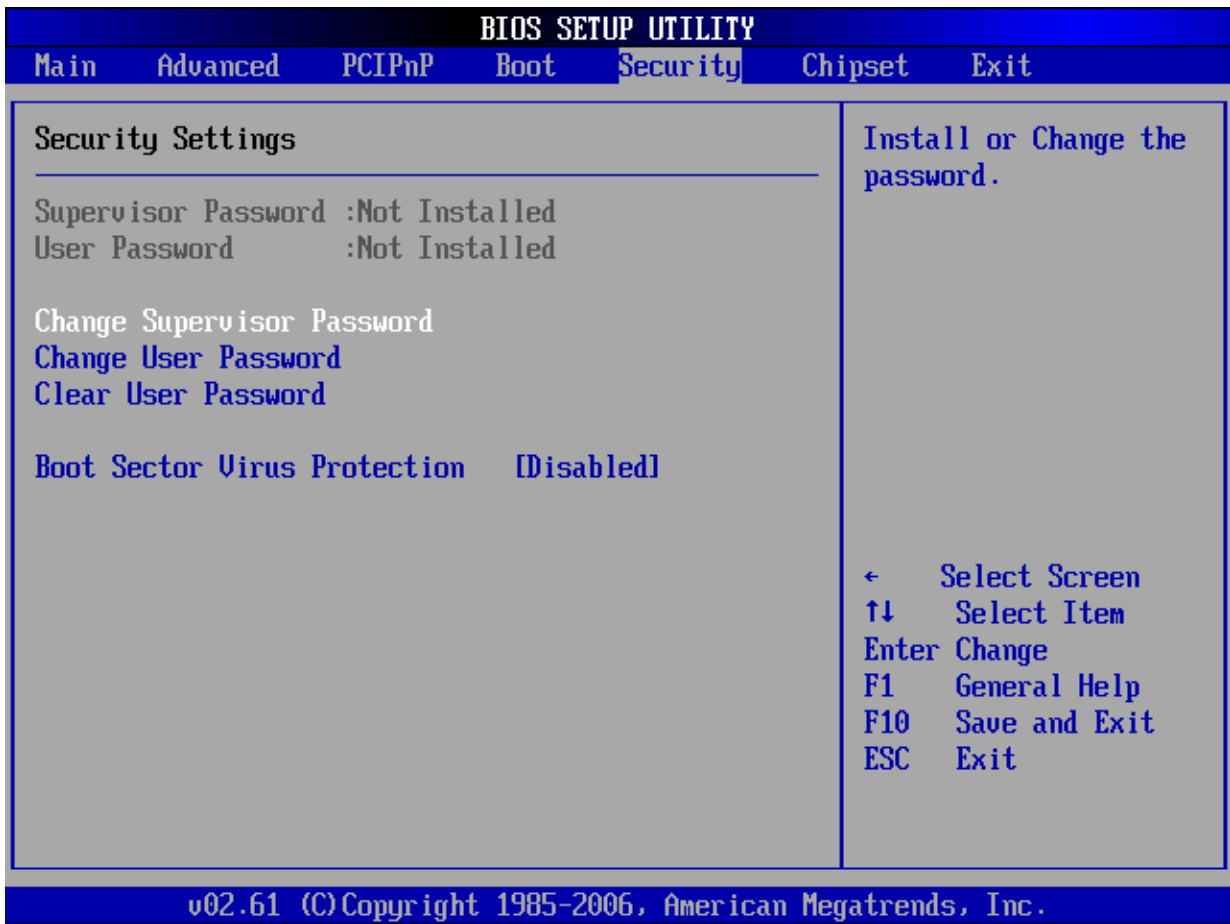 BIOS SETUP UTILITY
Main Advanced PCIPnP Boot Security Chipset Exit
Security Settings
Supervisor Password :Not Installed
User Password :Not Installed
Change Supervisor Password
Change User Password
Clear User Password
Boot Sector Virus Protection [Disabled]
Install or Change the
password.
← Select Screen
↑↓ Select Item
Enter Change
F1 General Help
F10 Save and Exit
ESC Exit
v02.61 (C)Copyright 1985-2006, American Megatrends, Inc.